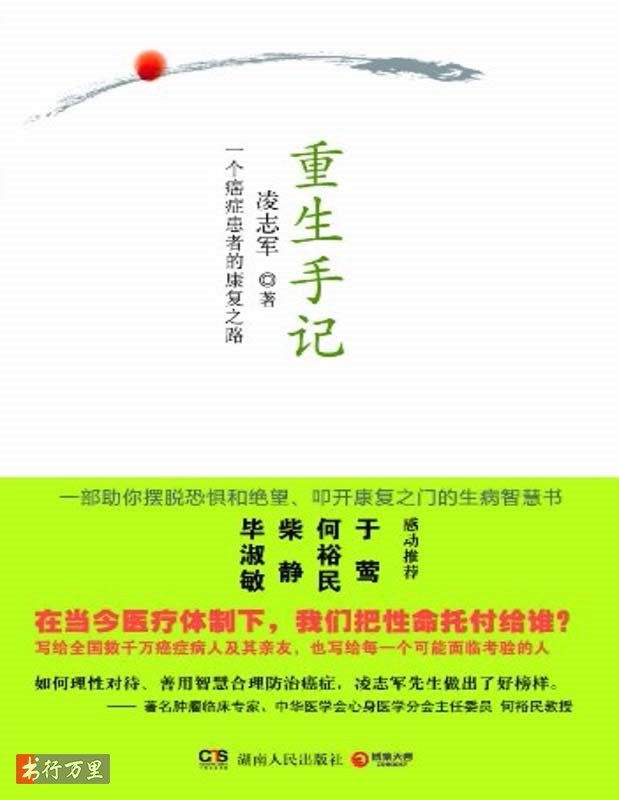 重生手记
凌志军 ◎ 著
一个癌症患者的康复之路
一部助你摆脱恐惧和绝望、叩开康复之门的生病智慧书
感动推荐
于莺
何裕民
柴静
毕淑敏
在当今医疗体制下，我们把性命托付给谁？
写给全国数千万癌症病人及其亲友，也写给每一个可能面临考验的人
如何理性对待、善用智慧合理防治癌症，凌志军先生做出了好榜样。
—— 著名肿瘤临床专家，中华医学会心身医学分会主任委员 何裕民教授
湖南人民出版社
博集天卷
书行万里